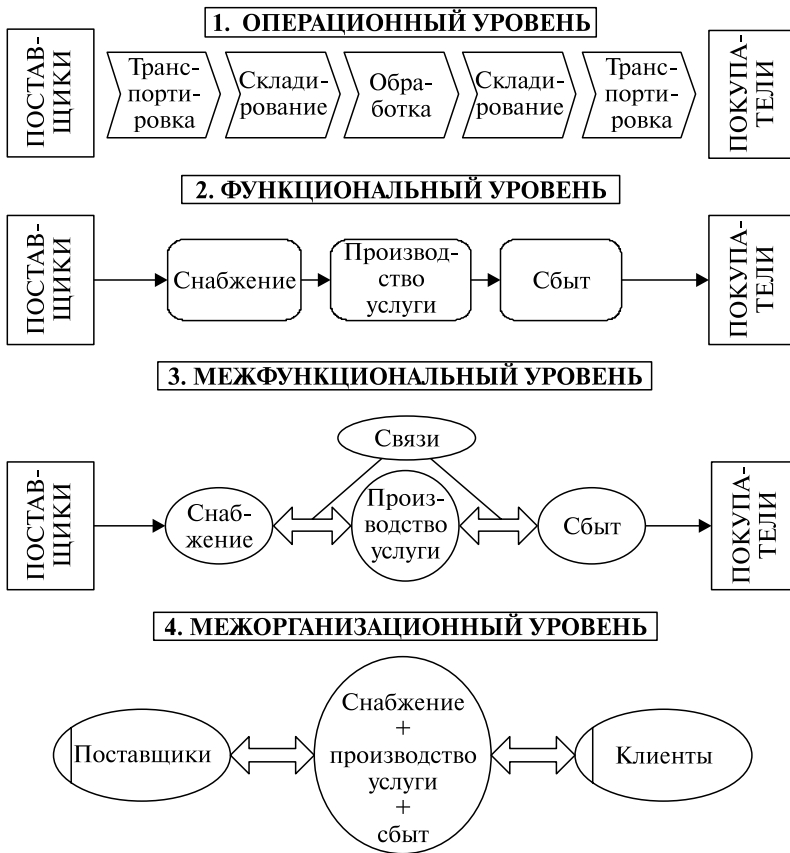 1. ОПЕРАЦИОННЫЙ УРОВЕНЬ
ПОСТАВ-
ЩИКИ
Транс-
порти
ровка
Складиь
рование
Обра-
ботка
Складиь
рование
Транс-
порти-
ровка
ПОКУПА-
ТЕЛИ
2. ФУНКЦИОНАЛЬНЫЙ УРОВЕНЬ
ПОСТАВ-
ЩИКИ
Снабжение
Производ-
ство
услуги
Сбыт
ПОКУПА-
ТЕЛИ
3. МЕЖФУНКЦИОНАЛЬНЫЙ УРОВЕНЬ
Связи
ПОСТАВ-
ЩИКИ
Снаб-
жение
Произ-
водство
услуги
Сбыт
ПОКУПА-
ТЕЛИ
4. МЕЖОРГАНИЗАЦИОННЫЙ УРОВЕНЬ
Поставщики
Снабжение
+
производство
услуги
+
сбыт
Клиенты